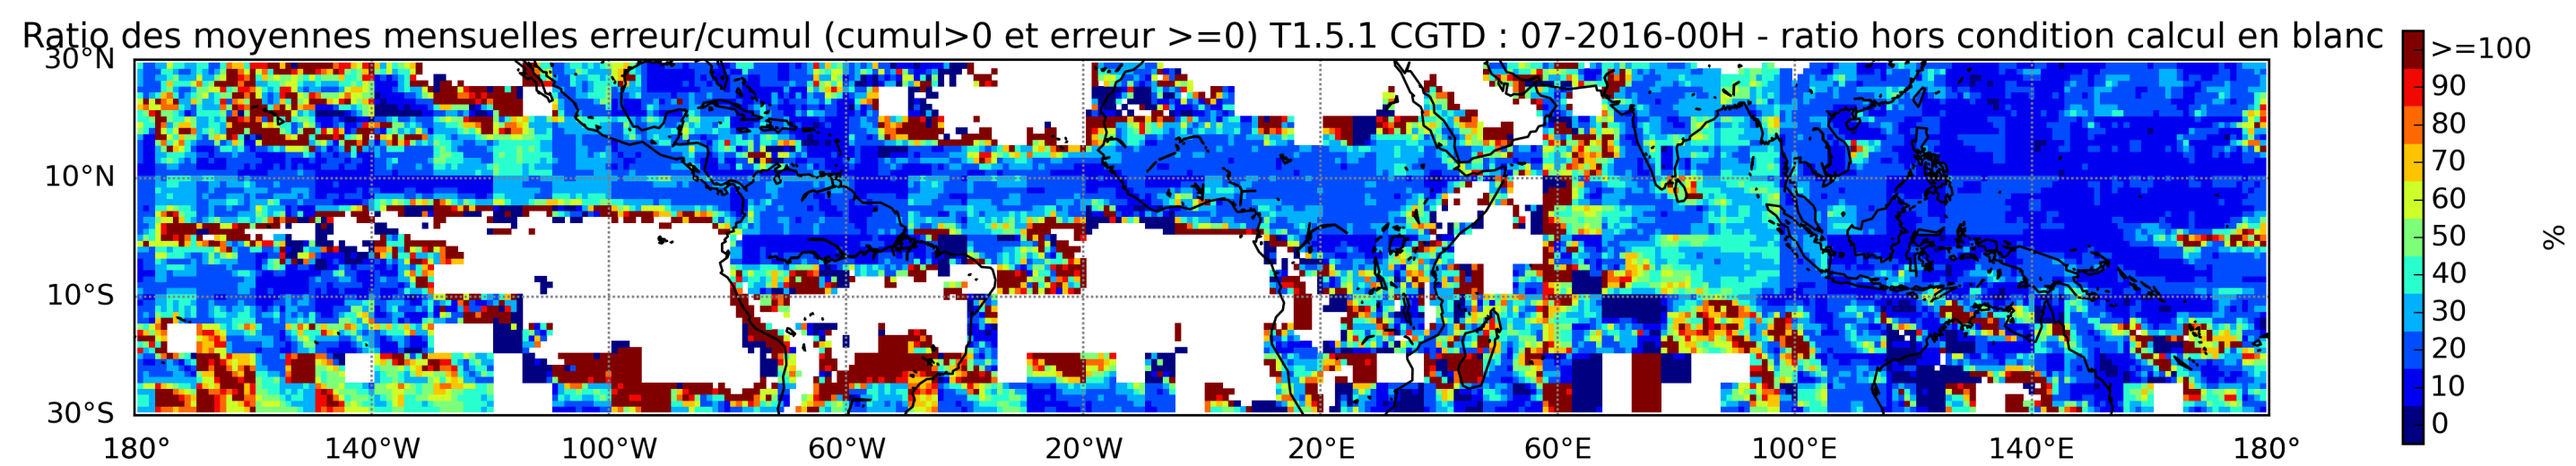 Ratio des moyennes mensuelles erreur/cumul (cumul>0 et erreur >=0) T1.5.1 CGTD : 07-2016-00H - ratio hors condition calcul en blanc
30°N
10°N
10°S
30°S
180° 140°W 100°W 60°W 20°W 20°E 60°E 100°E 140°E 180°
>=100
90
80
70
60
50
40
30
20
10
0
%